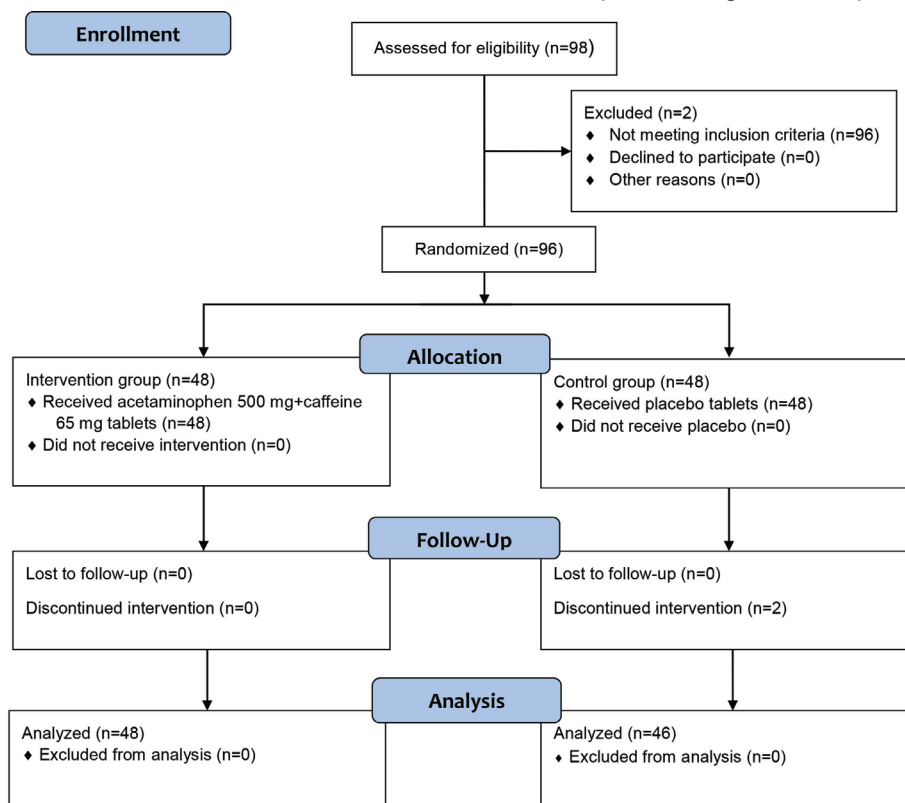 Enrollment
Assessed for eligibility (n=98)
Excluded (n=2)
♦ Not meeting inclusion criteria (n=96)
♦ Declined to participate (n=0)
♦ Other reasons (n=0)
Randomized (n=96)
Allocation
Intervention group (n=48)
♦ Received acetaminophen 500 mg+caffeine
65 mg tablets (n=48)
♦ Did not receive intervention (n=0)
Control group (n=48)
♦ Received placebo tablets (n=48)
♦ Did not receive placebo (n=0)
Follow-Up
Lost to follow-up (n=0)
Discontinued intervention (n=0)
Lost to follow-up (n=0)
Discontinued intervention (n=2)
Analysis
Analyzed (n=48)
♦ Excluded from analysis (n=0)
Analyzed (n=46)
♦ Excluded from analysis (n=0)